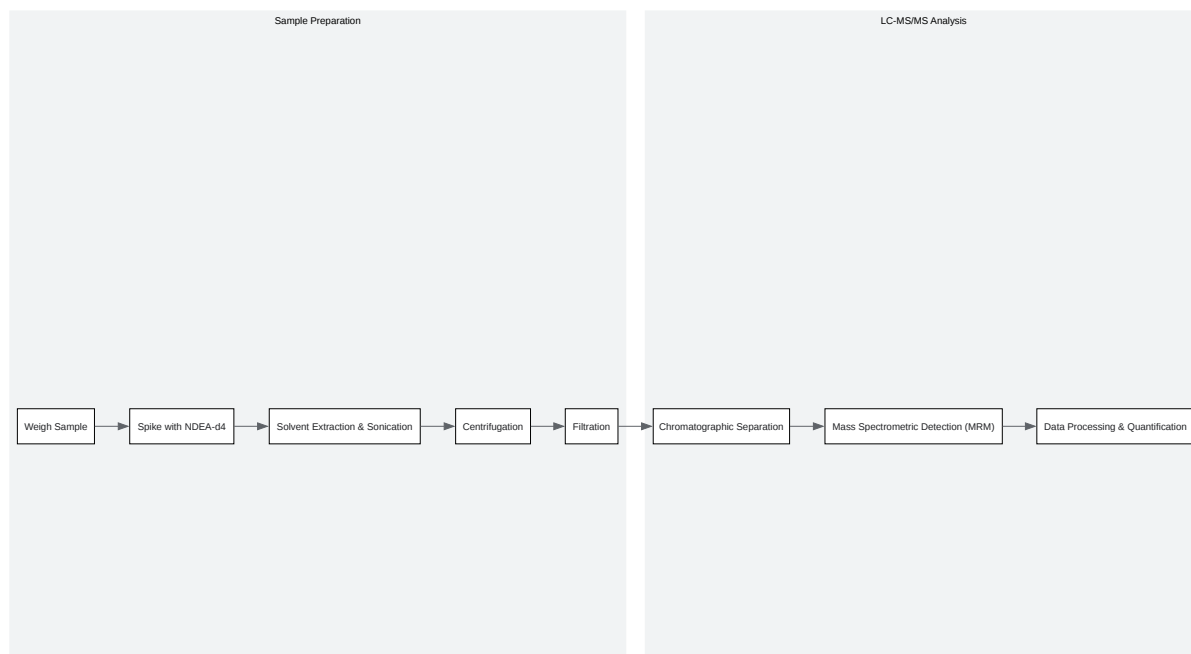 Sample Preparation
LC-MS/MS Analysis
Weigh Sample
Spike with NDEA-d4
Solvent Extraction & Sonication
Centrifugation
Filtration
Chromatographic Separation
Mass Spectrometric Detection (MRM)
Data Processing & Quantification